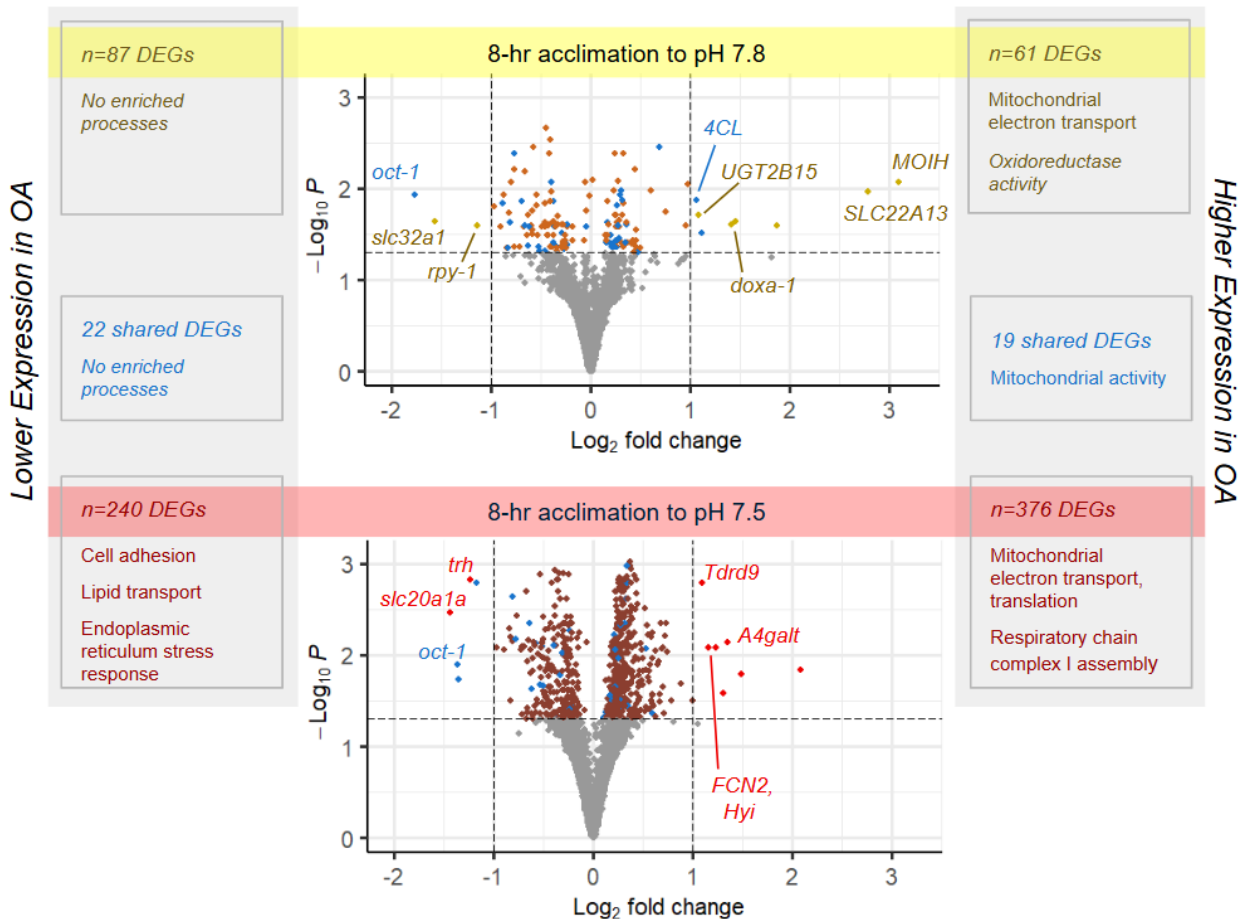 Lower Expression in OA
n=87 DEGs
No enriched
processes
22 shared DEGs
No enriched
processes
n=240 DEGs
Cell adhesion
Lipid transport
Endoplasmic
reticulum stress
response
8-hr acclimation to pH 7.8
3
2
1
0
− Log10 P
oct-1
slc32a1
rpy-1
4CL
UGT2B15
MOIH
SLC22A13
doxa-1
-2
-1
0
1
2
3
Log2 fold change
8-hr acclimation to pH 7.5
3
2
1
0
− Log10 P
trh
slc20a1a
oct-1
Tdrd9
A4galt
FCN2,
Hyi
-2
-1
0
1
2
3
Log2 fold change
n=61 DEGs
Mitochondrial
electron transport
Oxidoreductase
activity
19 shared DEGs
Mitochondrial activity
n=376 DEGs
Mitochondrial
electron transport,
translation
Respiratory chain
complex I assembly
Higher Expression in OA